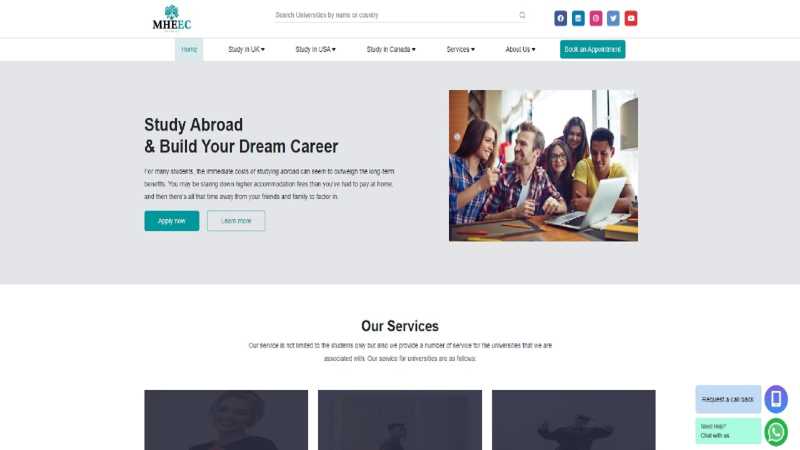 MHEEC
Search Universities by name or country
Home
Study in UK
Study in USA
Study in Canada
Services
About Us
Book an Appointment
Study Abroad
& Build Your Dream Career
For many students, the immediate costs of studying abroad can seem to outweigh the long-term
benefits. You may be staring down higher accommodation fees than you've had to pay at home,
and then there's all that time away from your friends and family to factor in.
Apply now
Learn more
Our Services
Our service is not limited to the students only but also we provide a number of service for the universities that we are
associated with. Our service for universities are as follows:
Request a call back
Need Help?
Chat with us